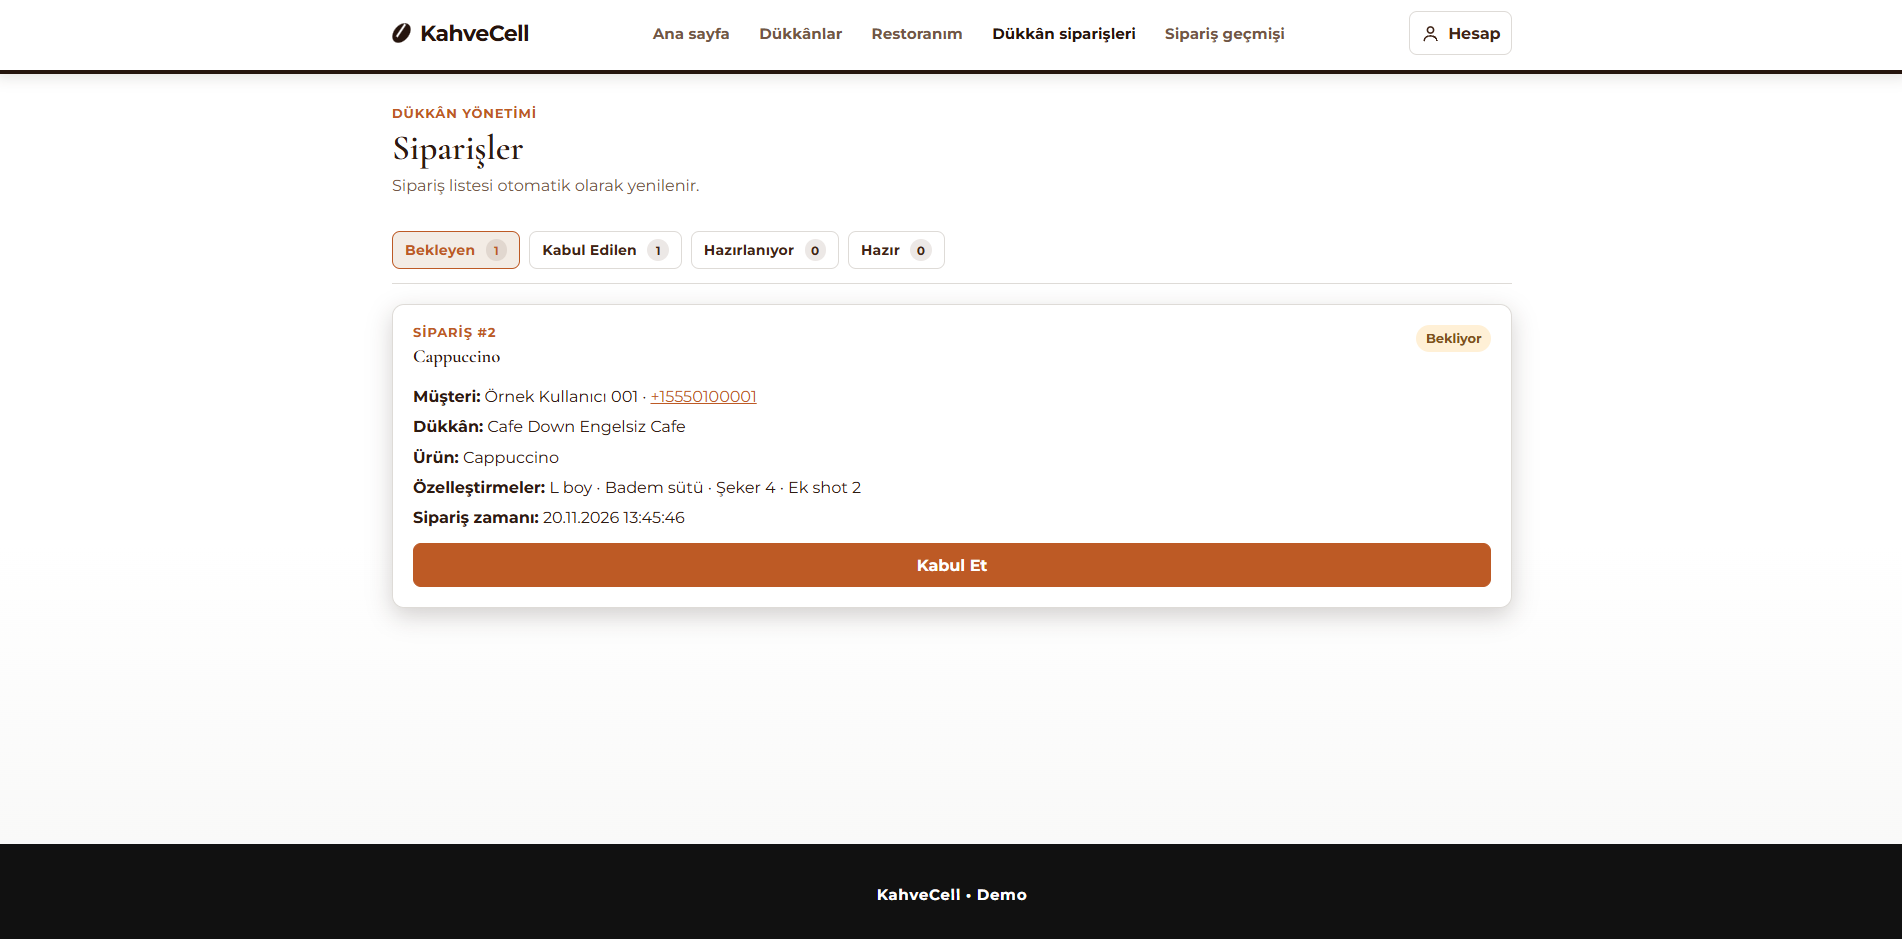 KahveCell
Ana sayfa
Dükkânlar
Restoranım
Dükkân siparişleri
Sipariş geçmişi
Hesap
DÜKKÂN YÖNETİMİ
Siparişler
Sipariş listesi otomatik olarak yenilenir.
Bekleyen 1
Kabul Edilen 1
Hazırlanıyor 0
Hazır 0
SİPARİŞ #2
Bekliyor
Cappuccino
Müşteri: Örnek Kullanıcı 001 · +15550100001
Dükkân: Cafe Down Engelsiz Cafe
Ürün: Cappuccino
Özelleştirmeler: L boy · Badem sütü · Şeker 4 · Ek shot 2
Sipariş zamanı: 20.11.2026 13:45:46
Kabul Et
KahveCell • Demo